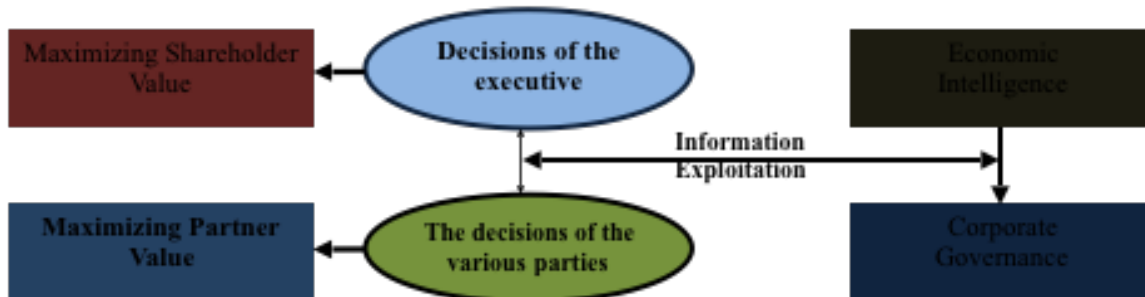 Maximizing Shareholder
Value
Decisions of the
executive
Economic
Intelligence
Information
Exploitation
Maximizing Partner
Value
The decisions of the
various parties
Corporate
Governance